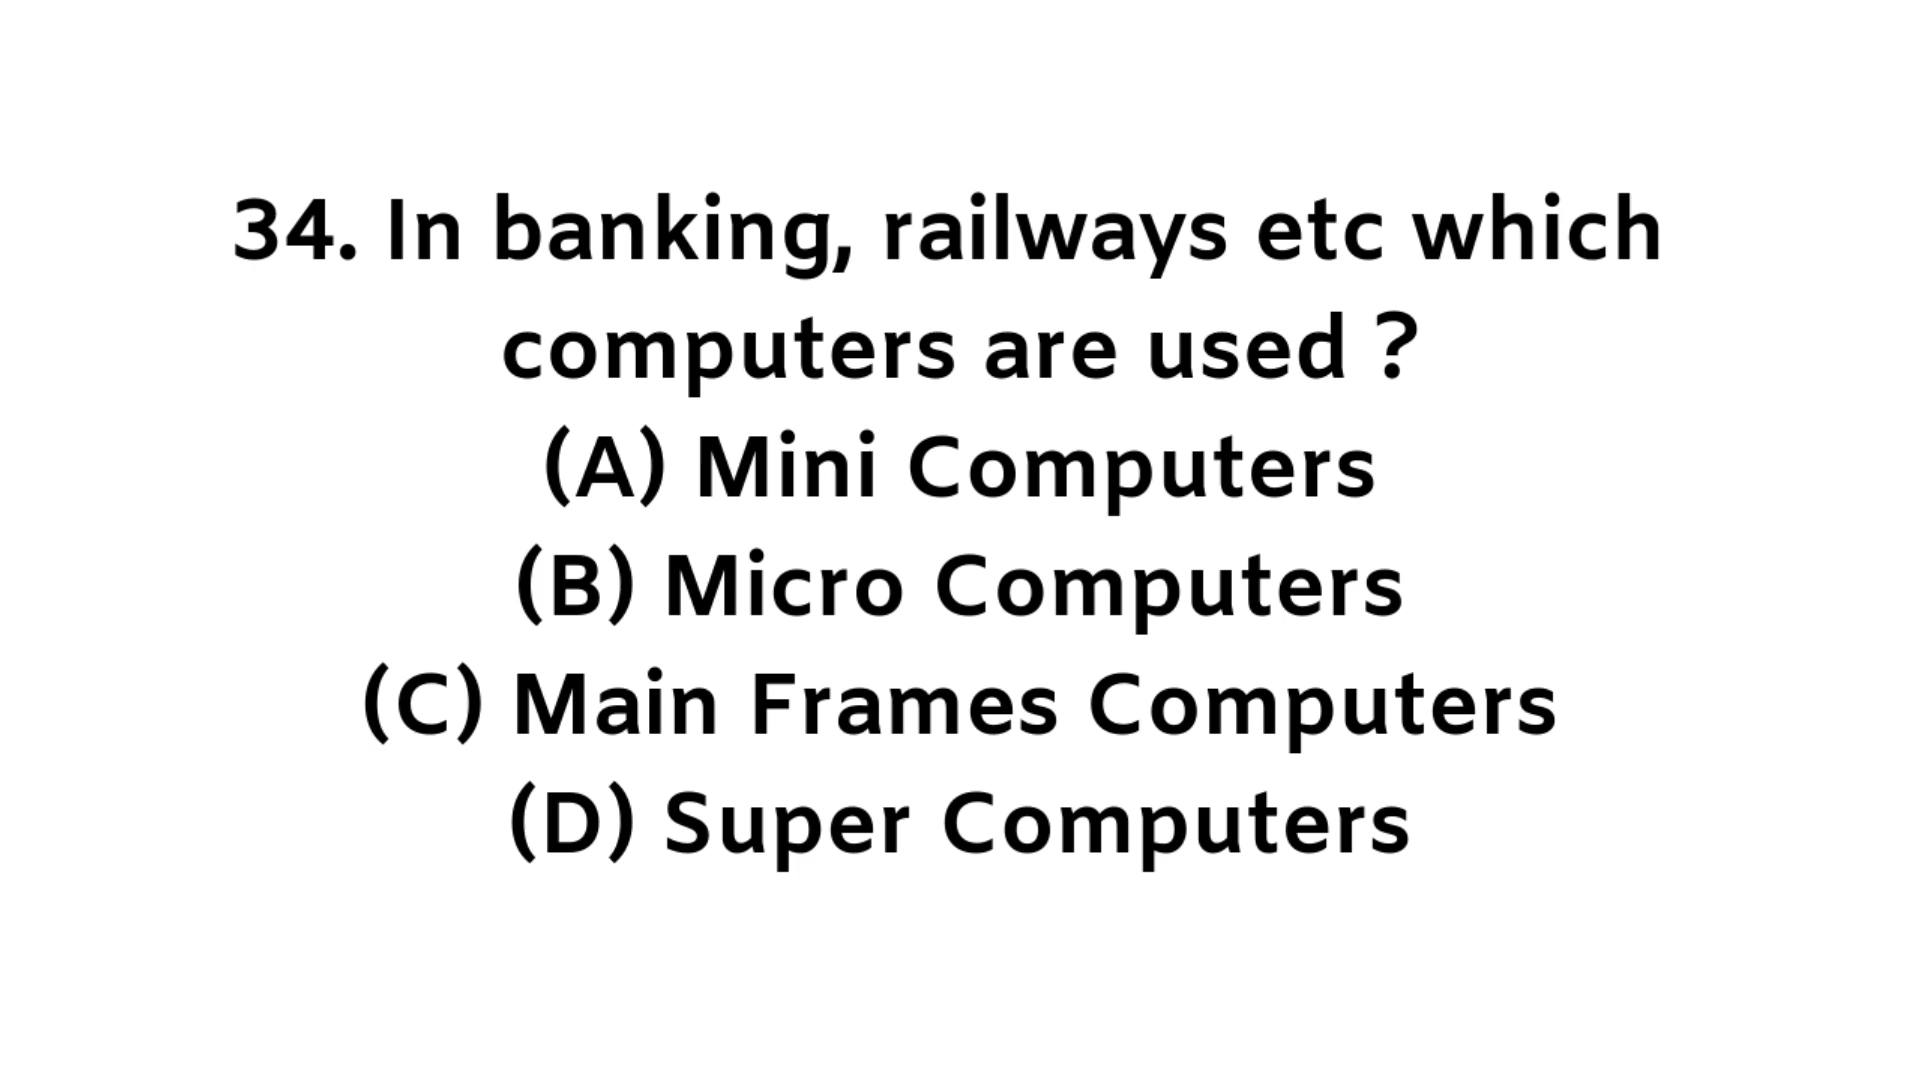 34. In banking, railways etc which
computers are used ?
(A) Mini Computers
(B) Micro Computers
(C) Main Frames Computers
(D) Super Computers